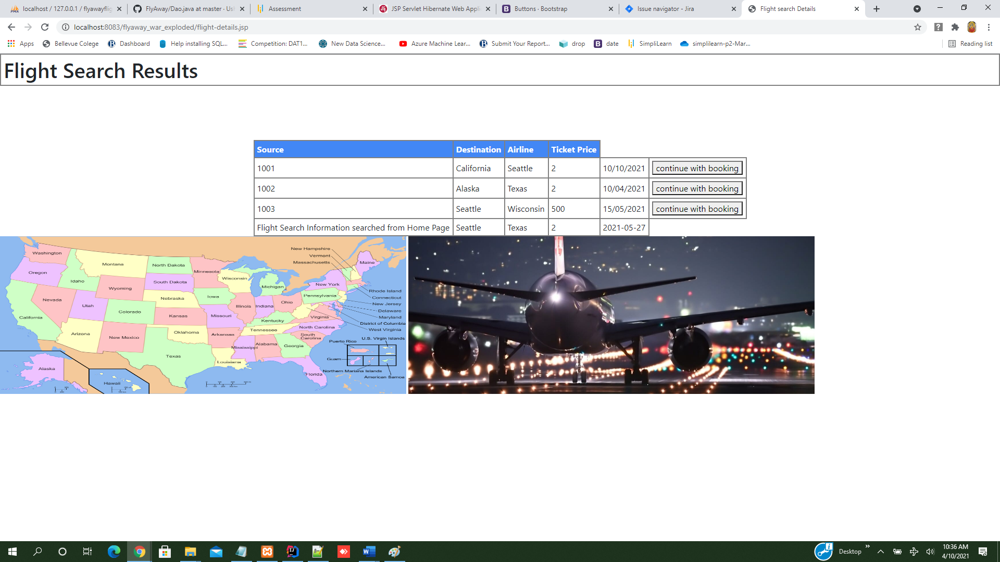 localhost / 127.0.0.1 / flyawayflig
FlyAway/Dao.java at master · Ush
Assessment
JSP Servlet Hibernate Web Appli
Buttons · Bootstrap
Issue navigator - Jira
Flight search Details
localhost:8083/flyaway_war_exploded/flight-details.jsp
Apps Bellevue Colege Dashboard Help installing SQL... Competition: DAT1... New Data Science... Azure Machine Lear... Submit Your Report... drop date SimpliLearn simplilearn-p2-Mar... Reading list
Flight Search Results
Source Destination Airline Ticket Price
1001 California Seattle 2 10/10/2021 continue with booking
1002 Alaska Texas 2 10/04/2021 continue with booking
1003 Seattle Wisconsin 500 15/05/2021 continue with booking
Flight Search Information searched from Home Page Seattle Texas 2 2021-05-27
Washington
Montana
North Dakota
Minnesota
New Hampshire
Vermont
Massachusetts
Maine
Oregon
Idaho
Wyoming
South Dakota
Wisconsin
Michigan
New York
Rhode Island
Connecticut
New Jersey
Delaware
Maryland
District of Columbia
West Virginia
Nevada
Utah
Colorado
Nebraska
Iowa
Illinois
Indiana
Ohio
Pennsylvania
California
Kansas
Missouri
Kentucky
Virginia
Arizona
New Mexico
Oklahoma
Arkansas
Tennessee
North Carolina
South
Carolina
Texas
Louisiana
Mississippi
Alabama
Georgia
Florida
Puerto Rico
U.S. Virgin Islands
Guam
Northern Mariana Islands
American Samoa
Alaska
Hawaii
Desktop
10:36 AM
4/10/2021